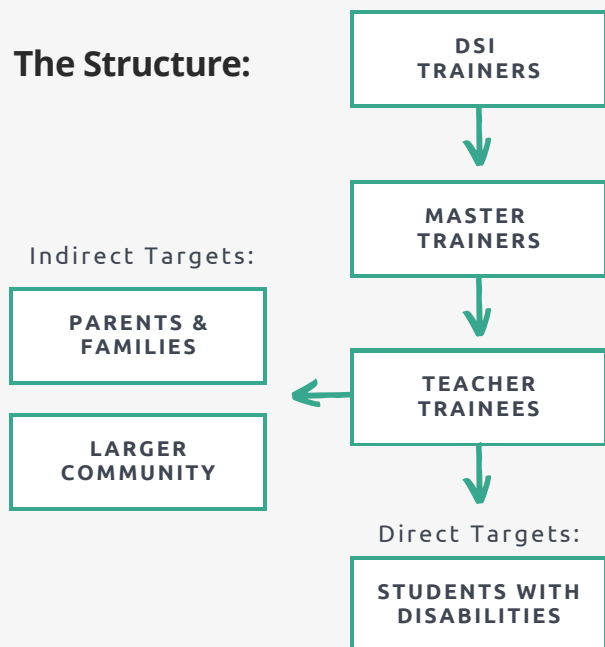 The Structure:
DSI
TRAINERS
MASTER
TRAINERS
Indirect Targets:
PARENTS &
FAMILIES
TEACHER
TRAINEES
LARGER
COMMUNITY
Direct Targets:
STUDENTS WITH
DISABILITIES